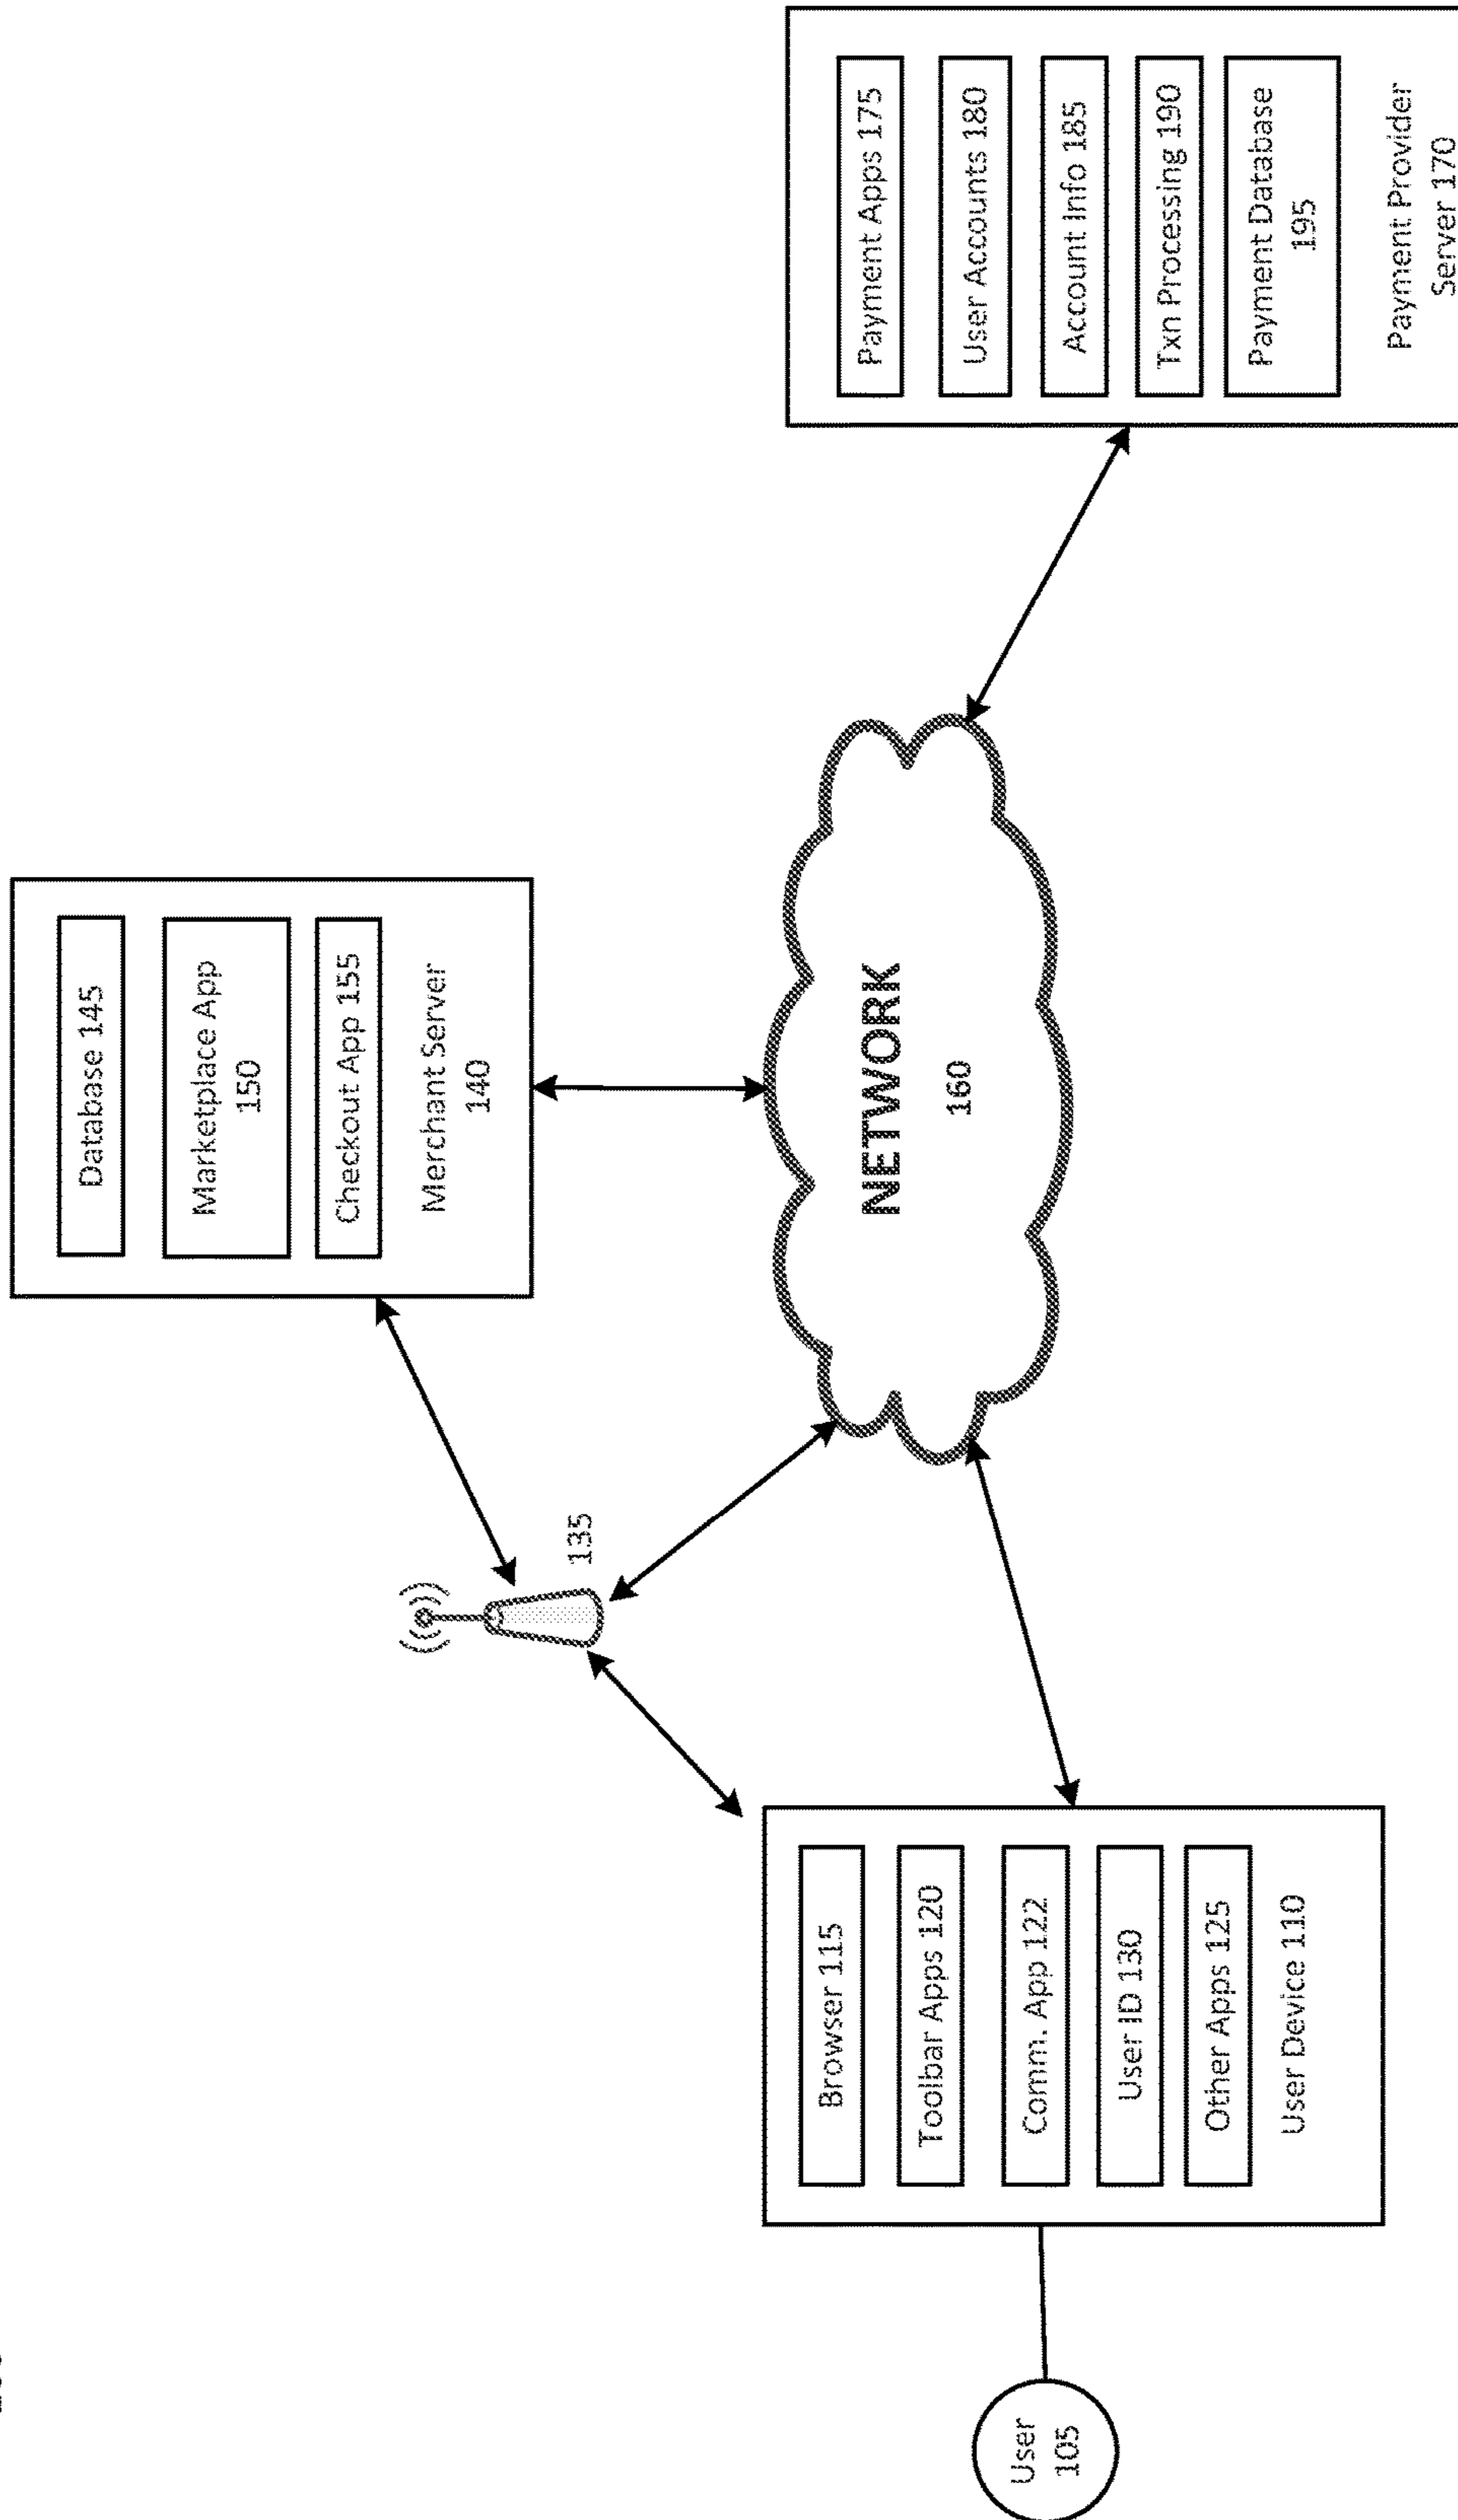 Database 145
Marketplace App
150
Checkout App 155
Merchant Server
140
135
Browser 115
Toolbar Apps 120
Comm. App 122
User ID 130
Other Apps 125
User Device 110
User
105
NETWORK
160
Payment Apps 175
User Accounts 180
Account Info 185
Txn Processing 190
Payment Database
195
Payment Provider
Server 170